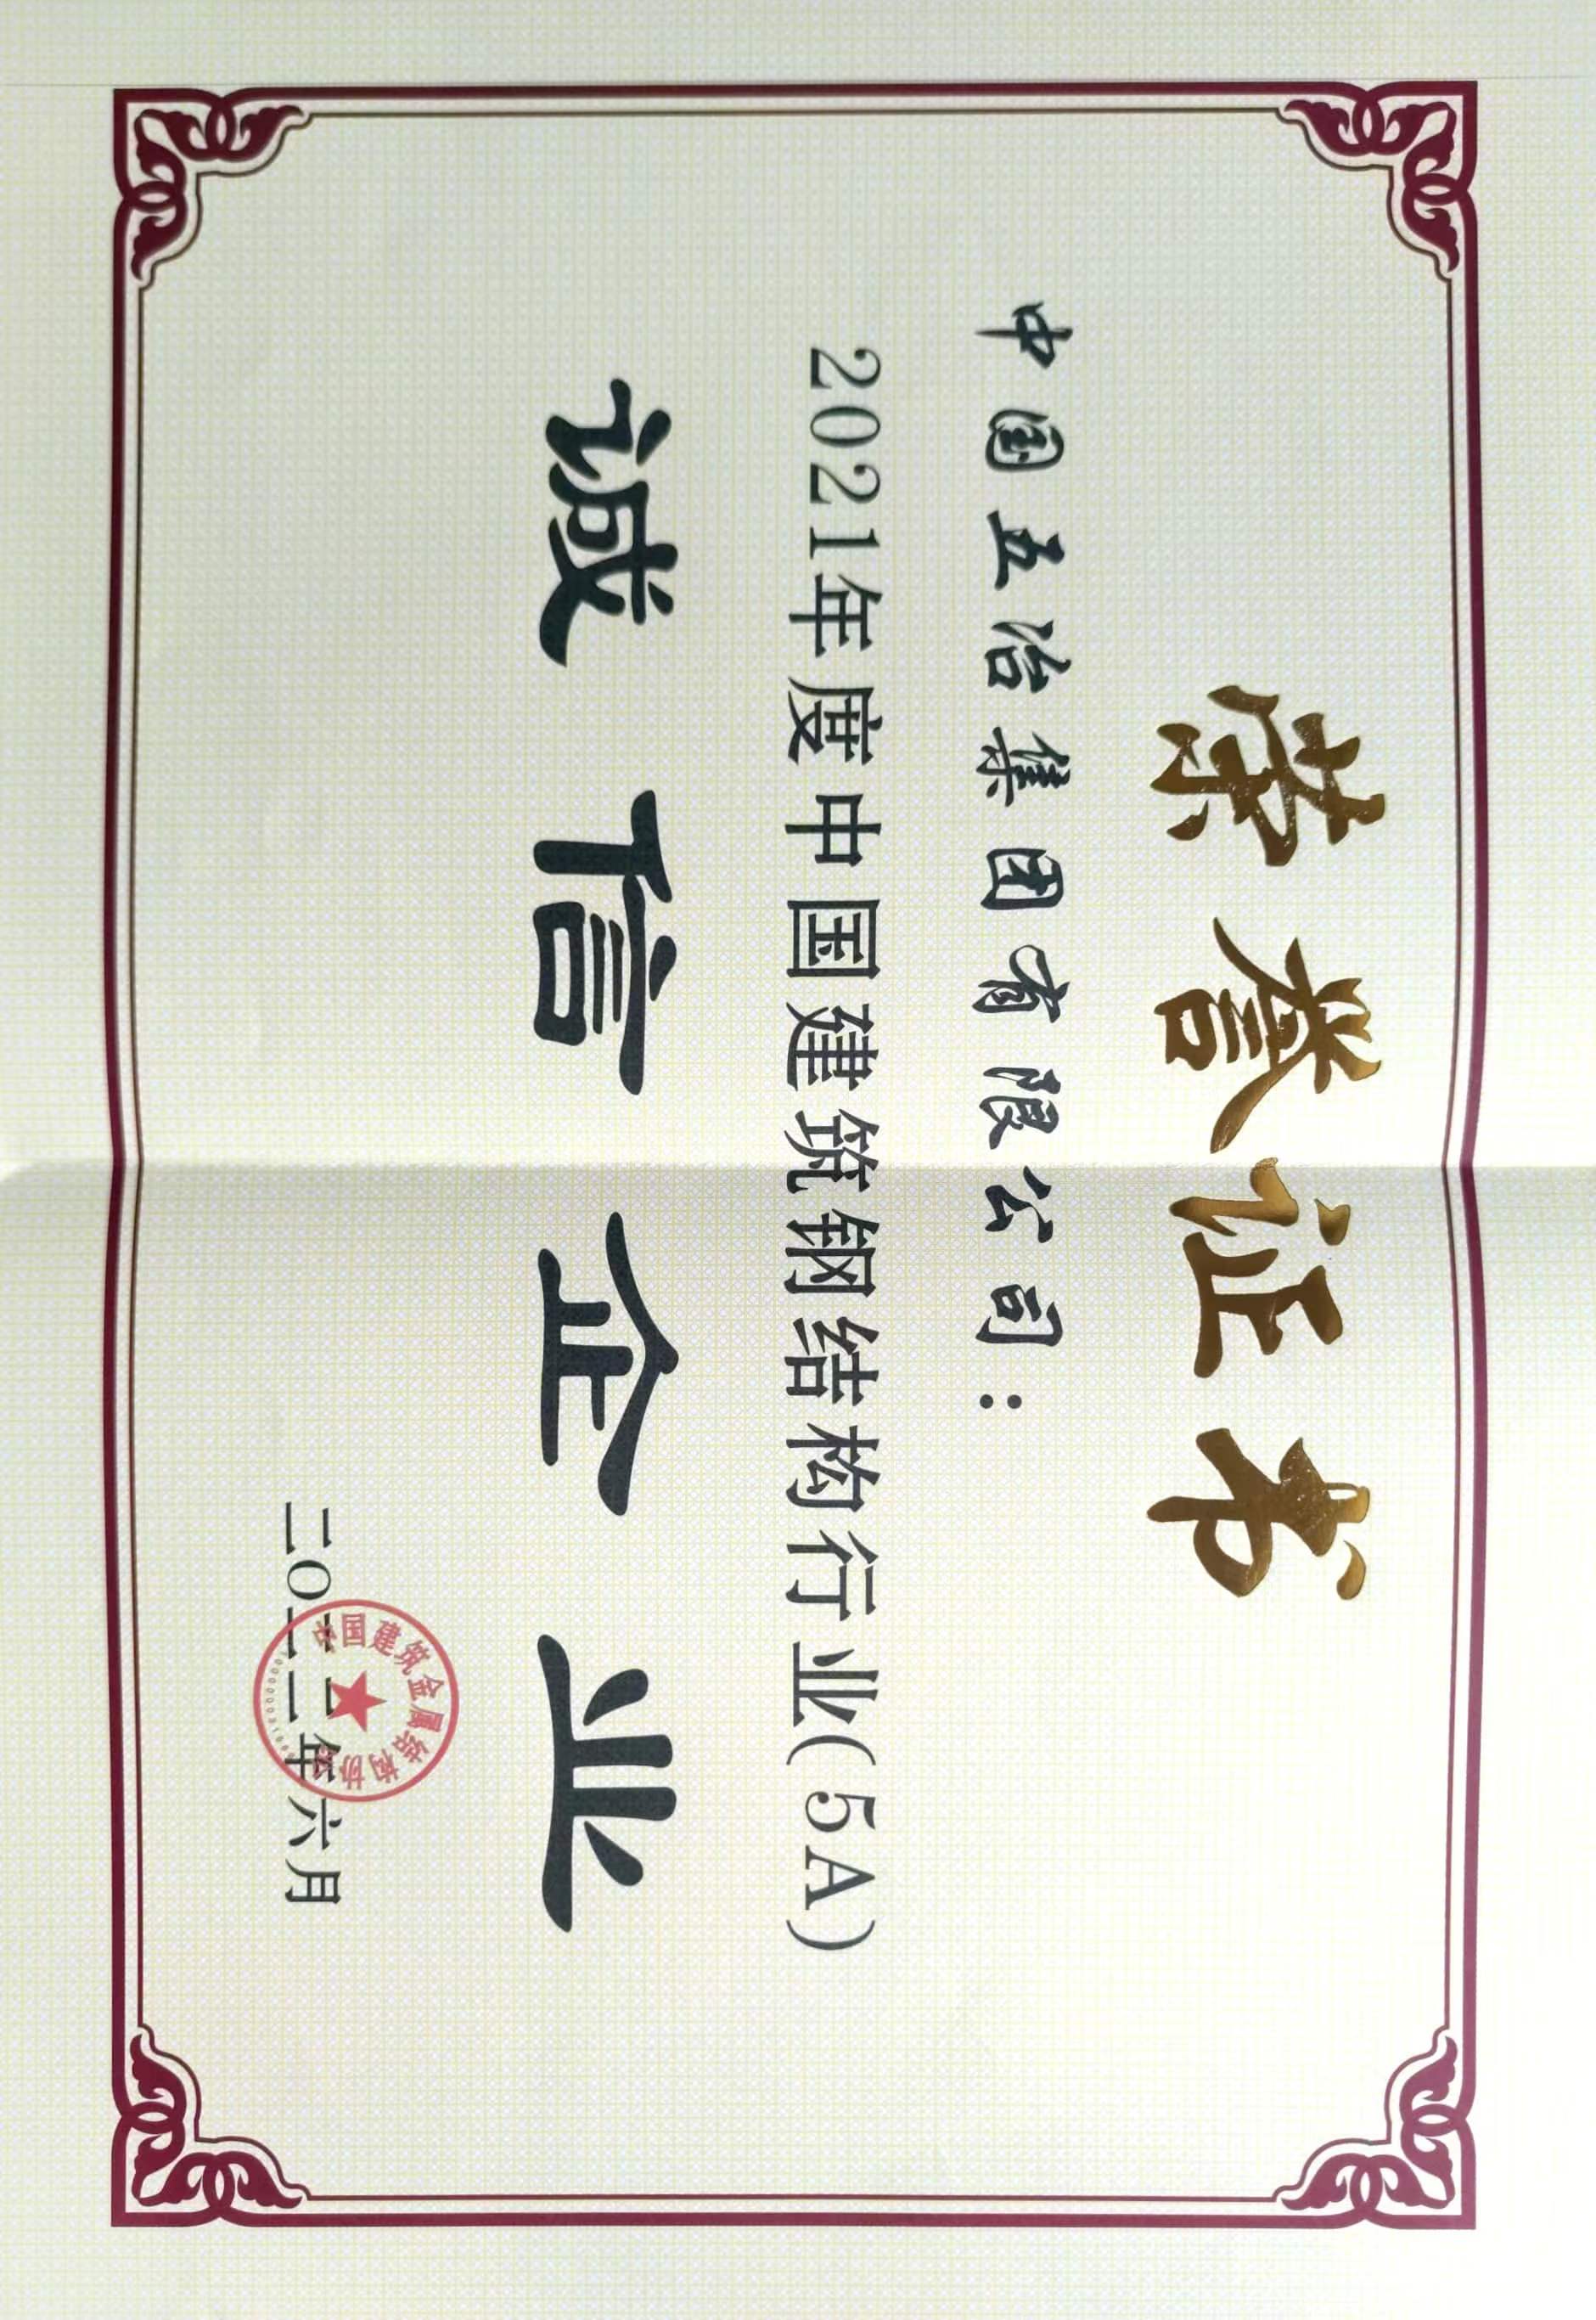 荣誉证书
中国五冶集团有限公司：
2021年度中国建筑钢结构行业(5A)
诚信企业
中国建筑金属结构协会
二〇二二年六月